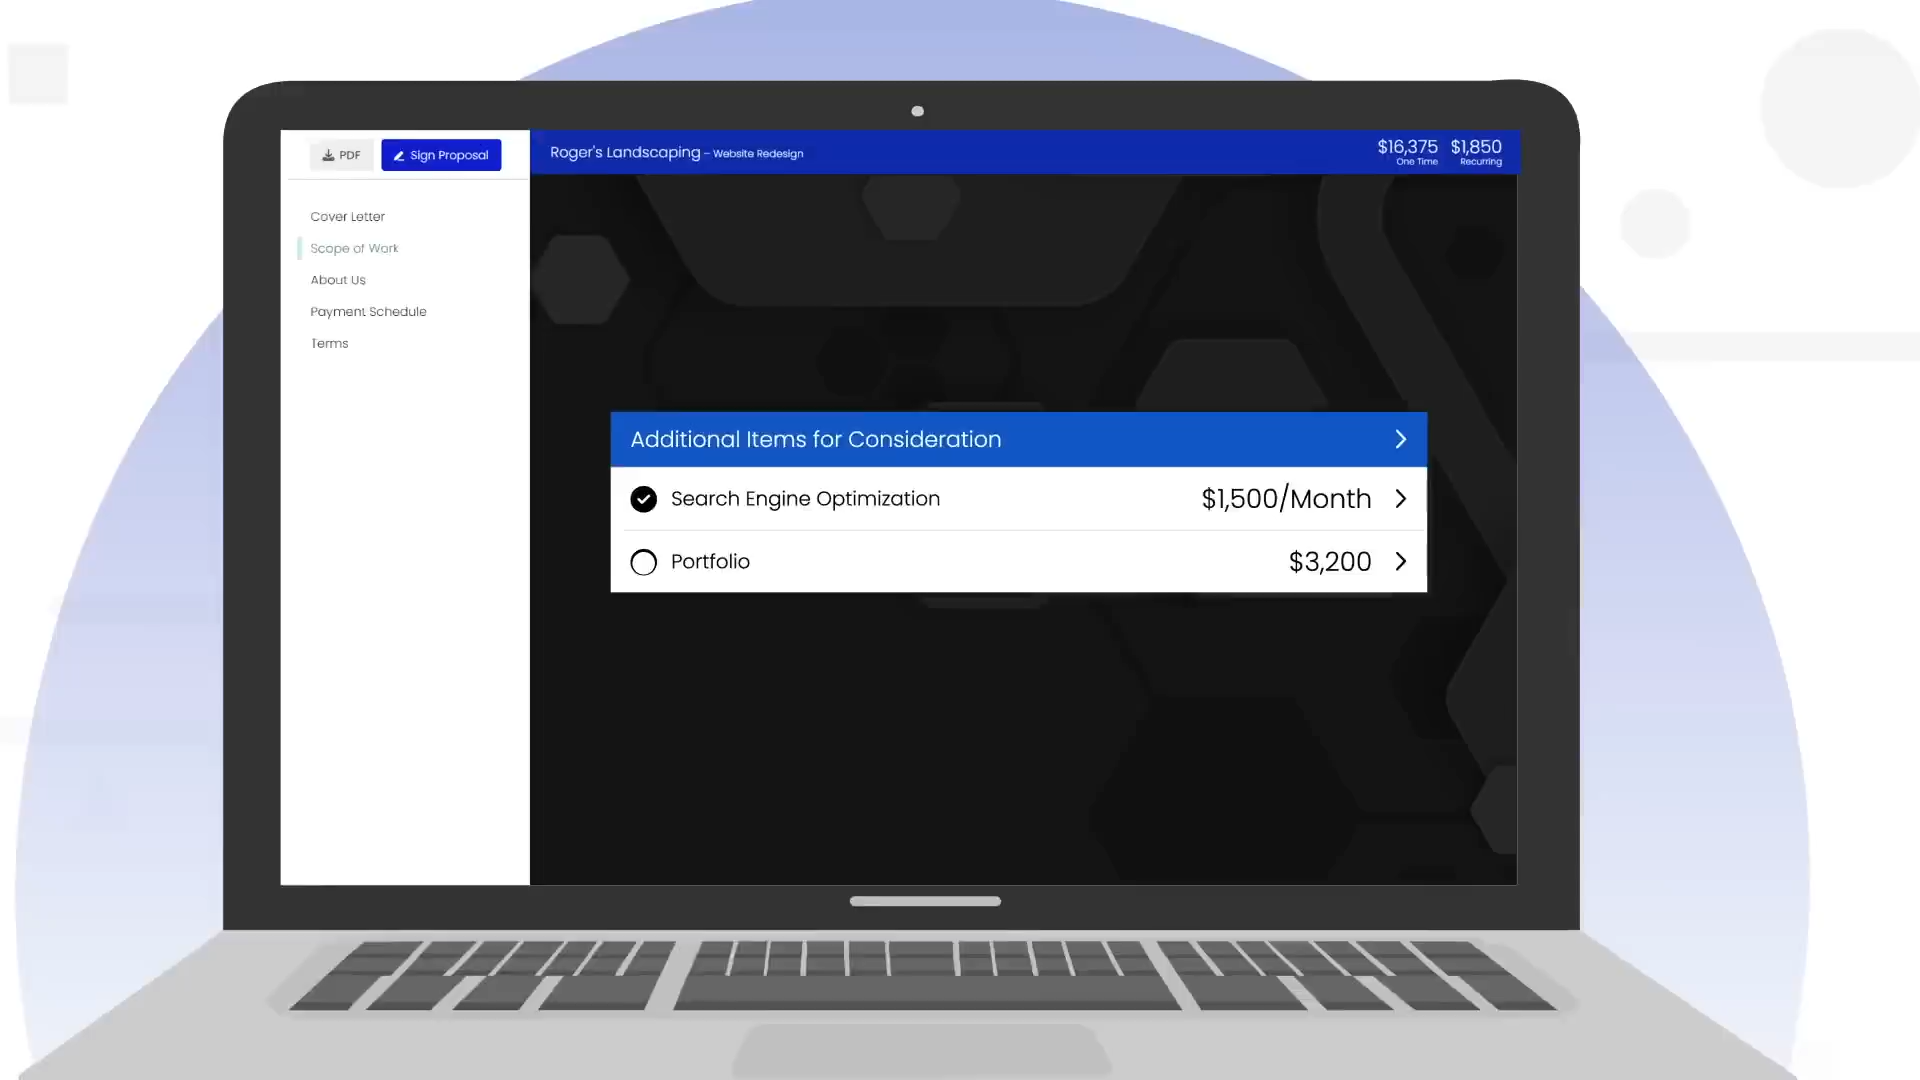 PDF
Sign Proposal
Roger's Landscaping – Website Redesign
$16,375 $1,850
One Time Recurring
Cover Letter
Scope of Work
About Us
Payment Schedule
Terms
Additional Items for Consideration
Search Engine Optimization $1,500/Month
Portfolio $3,200